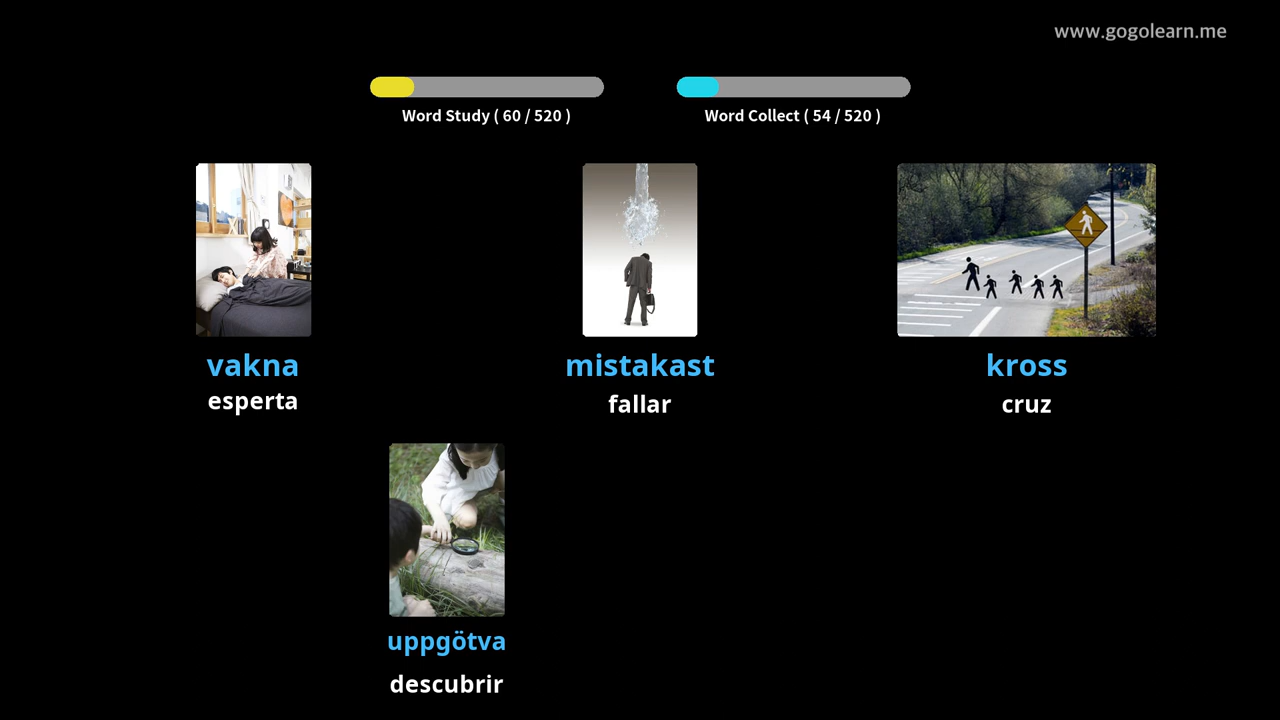 www.gogolearn.me
Word Study ( 60 / 520 )
Word Collect ( 54 / 520 )
vakna
mistakast
kross
esperta
fallar
cruz
uppgötva
descubrir